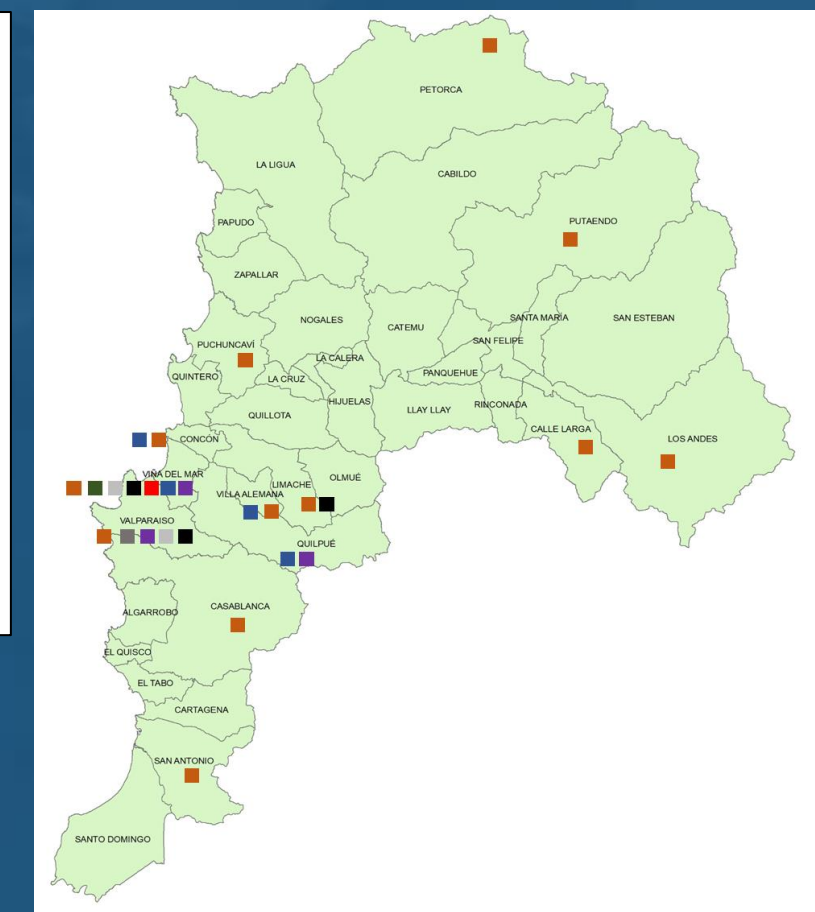 PETORCA
LA LIGUA
CABILDO
PAPUDO
PUTAENDO
ZAPALLAR
NOGALES
SANTA MARIA
SAN ESTEBAN
CATEMU
PUCHUNCAVÍ
SAN FELIPE
LA CALERA
QUINTERO
LA CRUZ
PANQUEHUE
HIJUELAS
RINCONADA
QUILLOTA
LLAY LLAY
CALLE LARGA
LOS ANDES
CONCÓN
VIÑA DEL MAR
OLMUÉ
LIMACHE
VILLA ALEMANA
VALPARAISO
QUILPUÉ
ALGARROBO
CASABLANCA
EL QUISCO
EL TABO
CARTAGENA
SAN ANTONIO
SANTO DOMINGO